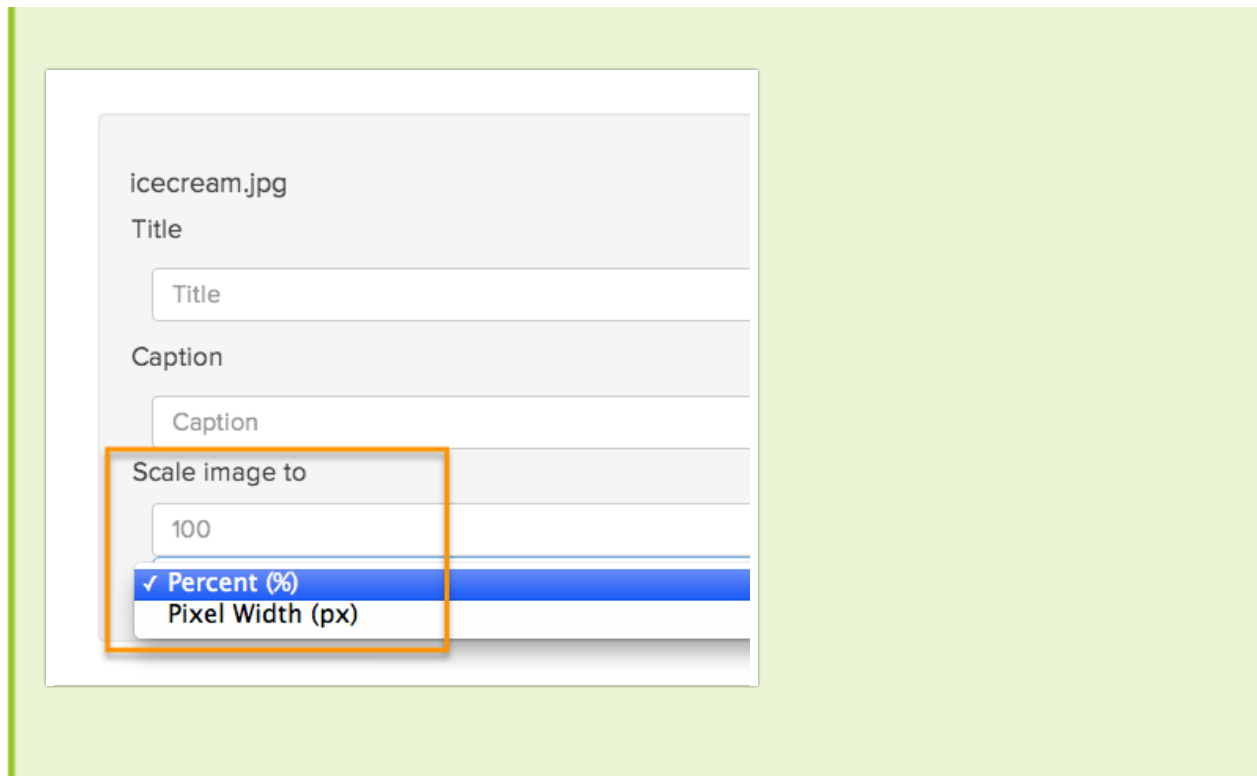 icecream.jpg
Title
Title
Caption
Caption
Scale image to
100
✓ Percent (%)
Pixel Width (px)